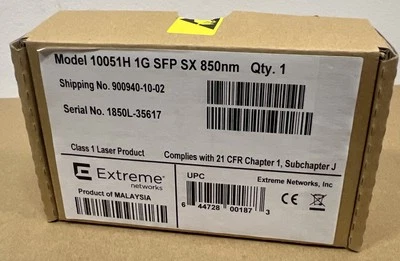 Model 10051H 1G SFP SX 850nm Qty. 1
Shipping No. 900940-10-02
Serial No. 1850L-35617
Class 1 Laser Product Complies with 21 CFR Chapter 1, Subchapter J
Extreme
networks
Product of MALAYSIA
UPC
6 44728 00187 3
Extreme Networks, Inc
CE